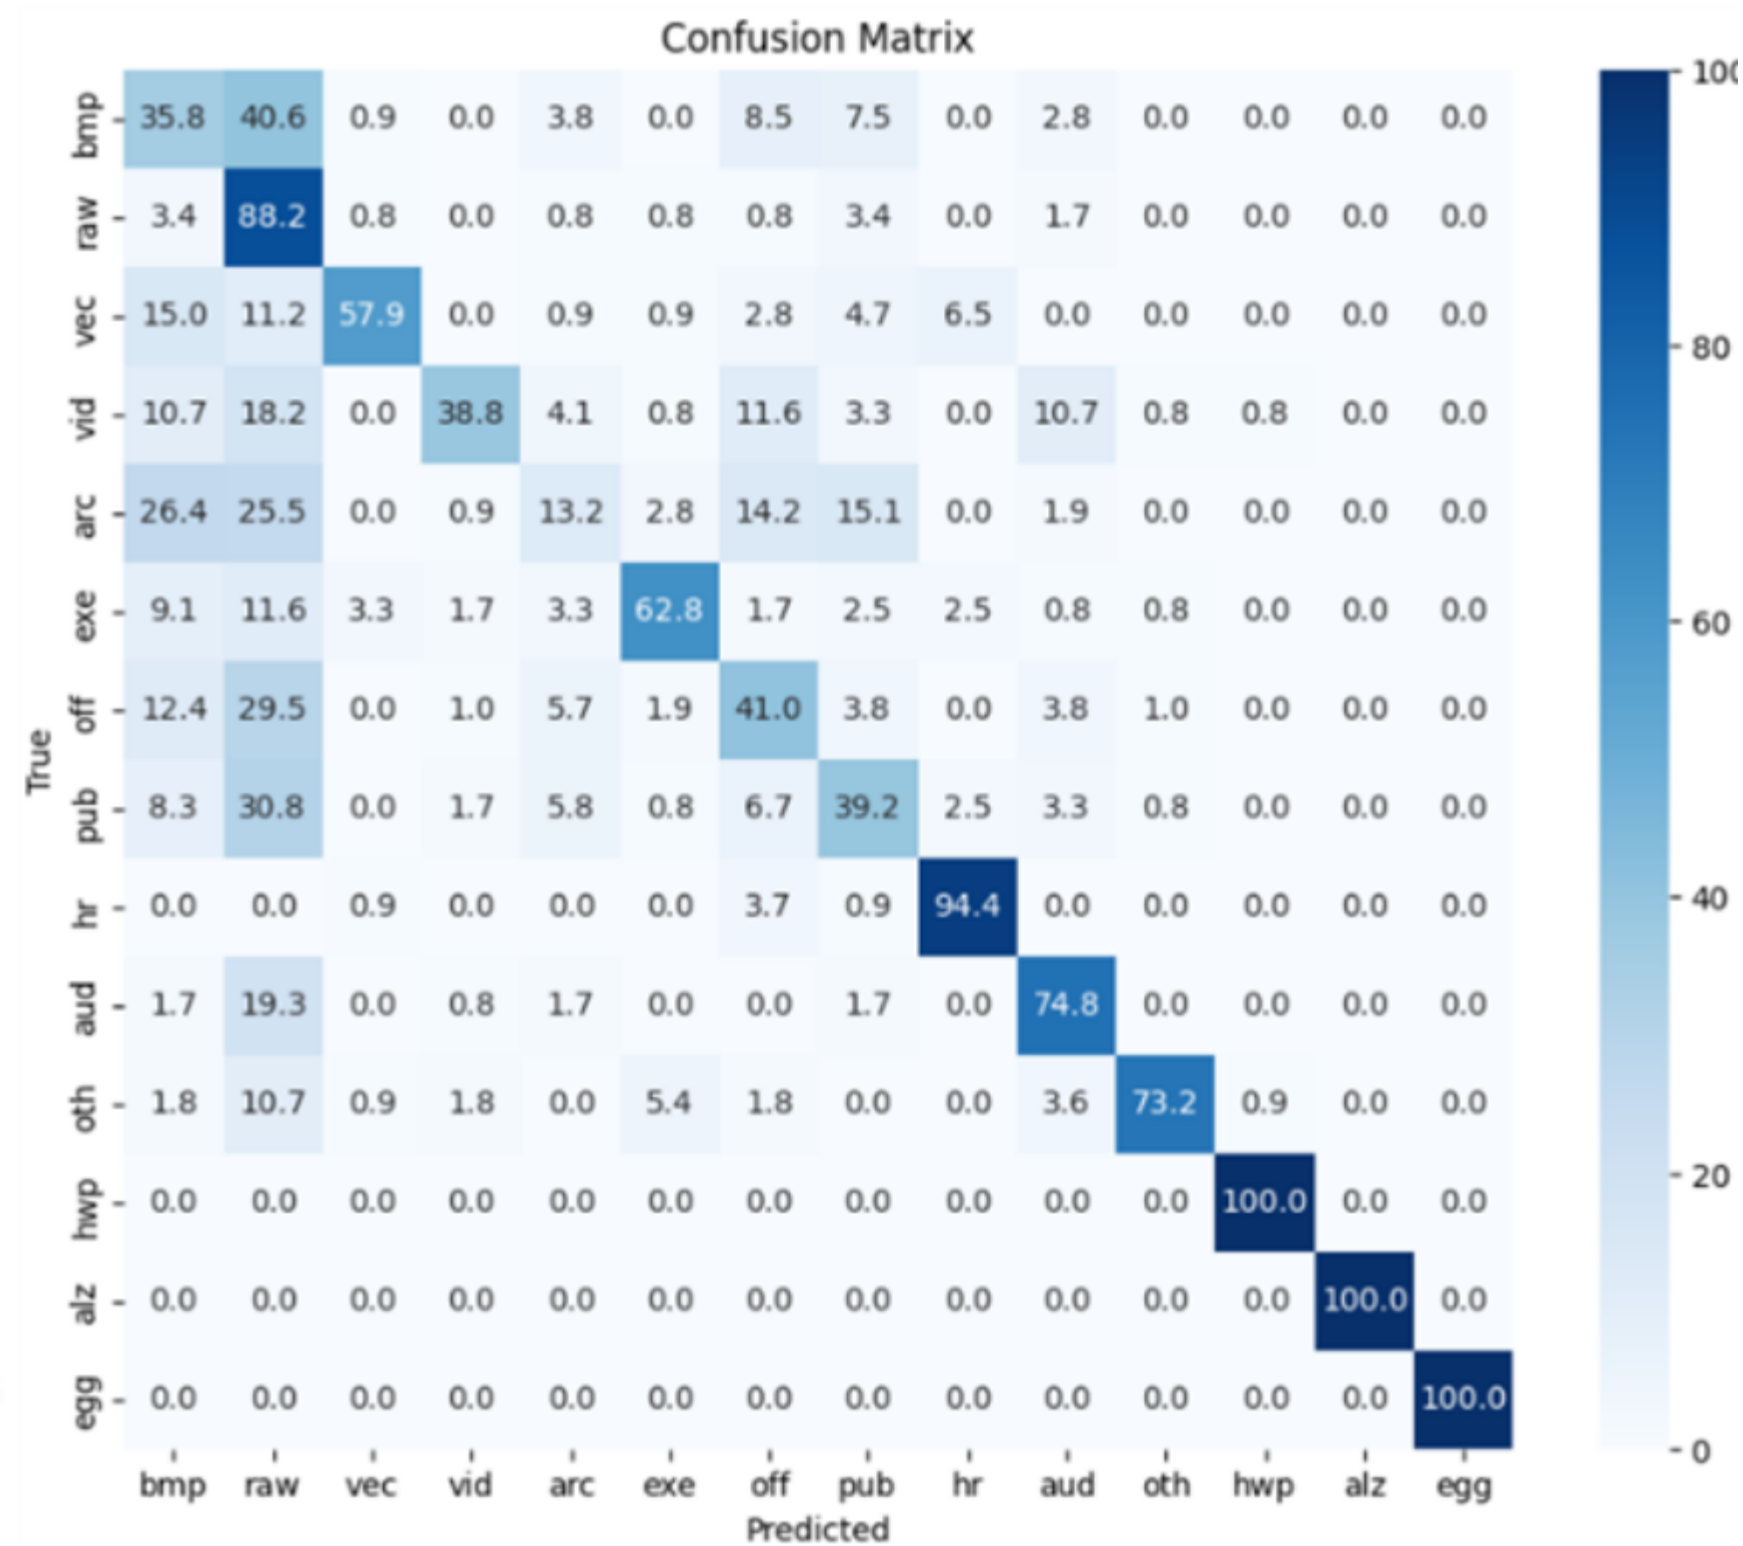 Confusion Matrix
bmp 35.8 40.6 0.9 0.0 3.8 0.0 8.5 7.5 0.0 2.8 0.0 0.0 0.0 0.0
raw 3.4 88.2 0.8 0.0 0.8 0.8 0.8 3.4 0.0 1.7 0.0 0.0 0.0 0.0
vec 15.0 11.2 57.9 0.0 0.9 0.9 2.8 4.7 6.5 0.0 0.0 0.0 0.0 0.0
vid 10.7 18.2 0.0 38.8 4.1 0.8 11.6 3.3 0.0 10.7 0.8 0.8 0.0 0.0
arc 26.4 25.5 0.0 0.9 13.2 2.8 14.2 15.1 0.0 1.9 0.0 0.0 0.0 0.0
exe 9.1 11.6 3.3 1.7 3.3 62.8 1.7 2.5 2.5 0.8 0.8 0.0 0.0 0.0
off 12.4 29.5 0.0 1.0 5.7 1.9 41.0 3.8 0.0 3.8 1.0 0.0 0.0 0.0
pub 8.3 30.8 0.0 1.7 5.8 0.8 6.7 39.2 2.5 3.3 0.8 0.0 0.0 0.0
hr 0.0 0.0 0.9 0.0 0.0 0.0 3.7 0.9 94.4 0.0 0.0 0.0 0.0 0.0
aud 1.7 19.3 0.0 0.8 1.7 0.0 0.0 1.7 0.0 74.8 0.0 0.0 0.0 0.0
oth 1.8 10.7 0.9 1.8 0.0 5.4 1.8 0.0 0.0 3.6 73.2 0.9 0.0 0.0
hwp 0.0 0.0 0.0 0.0 0.0 0.0 0.0 0.0 0.0 0.0 0.0 100.0 0.0 0.0
alz 0.0 0.0 0.0 0.0 0.0 0.0 0.0 0.0 0.0 0.0 0.0 0.0 100.0 0.0
egg 0.0 0.0 0.0 0.0 0.0 0.0 0.0 0.0 0.0 0.0 0.0 0.0 0.0 100.0
bmp raw vec vid arc exe off pub hr aud oth hwp alz egg
Predicted
True
100
80
60
40
20
0